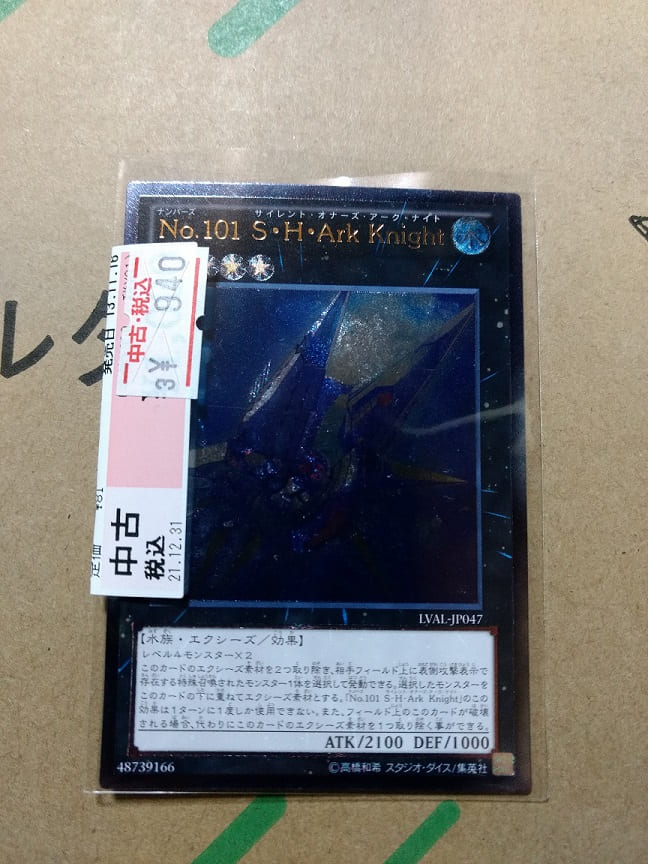 ナンバーズ サイレント・オナーズ・アーク・ナイト
No.101 S・H・Ark Knight
水
発売日 13.11.16
中古・税込
940
定価 ¥81
中古
税込
21.12.31
レ
LVAL-JP047
【水族・エクシーズ/効果】
レベル4モンスター×2
このカードのエクシーズ素材を2つ取り除き、相手フィールド上に表側攻撃表示で
存在する特殊召喚されたモンスター1体を選択して発動できる。選択したモンスターを
このカードの下に重ねてエクシーズ素材とする。「No.101 S・H・Ark Knight」のこの
効果は1ターンに1度しか使用できない。また、フィールド上のこのカードが破壊
される場合、代わりにこのカードのエクシーズ素材を1つ取り除く事ができる。
ATK/2100 DEF/1000
48739166
©高橋和希 スタジオ・ダイス/集英社